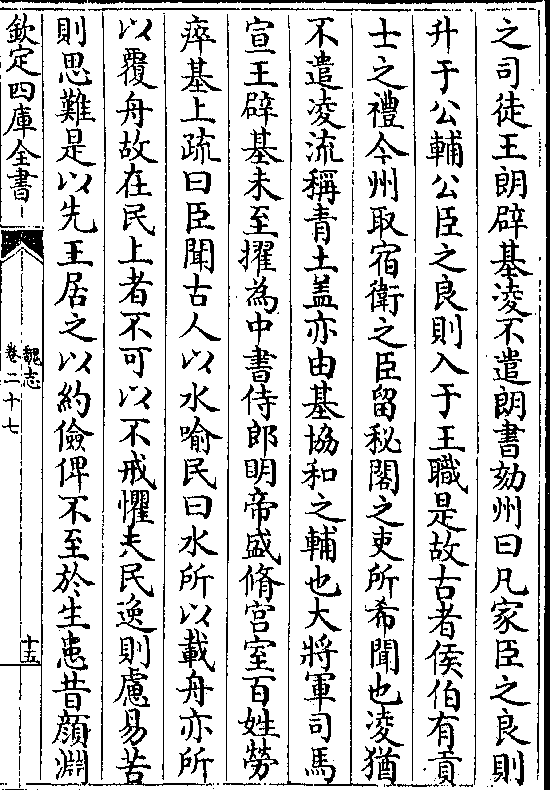 之司徒王朗辟基凌不遣朗書劾州曰凡家臣之良則
升于公輔公臣之良則入于王職是故古者侯伯有貢
士之禮今州取宿衛之臣留秘閣之吏所希聞也凌猶
不遣凌流稱青土盖亦由基協和之輔也大將軍司馬
宣王辟基未至擢為中書侍郎明帝盛脩宫室百姓勞
瘁基上疏曰臣聞古人以水喻民曰水所以載舟亦所
以覆舟故在民上者不可以不戒懼夫民逸則慮易苦
則思難是以先王居之以約儉俾不至於生患昔顔淵
欽定四庫全書
魏志
卷二十七
十五